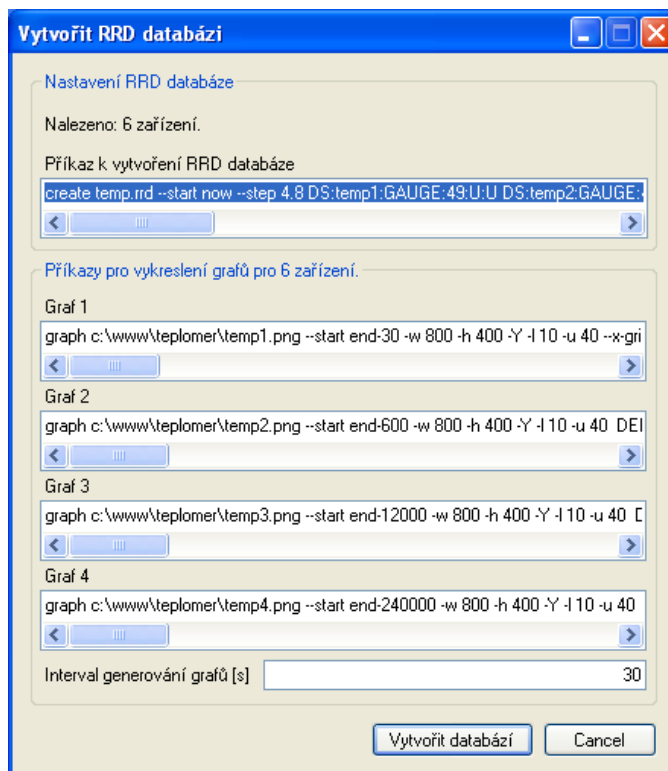 Vytvořit RRD databázi
Nastavení RRD databáze
Nalezeno: 6 zařízení.
Příkaz k vytvoření RRD databáze
create temp.rrd --start now --step 4.8 DS:temp1:GAUGE:49:U:U DS:temp2:GAUGE:
Příkazy pro vykreslení grafů pro 6 zařízení.
Graf 1
graph c:\www\teplomer\temp1.png --start end-30 -w 800 -h 400 -Y -l 10 -u 40 --x-gri
Graf 2
graph c:\www\teplomer\temp2.png --start end-600 -w 800 -h 400 -Y -l 10 -u 40 DEI
Graf 3
graph c:\www\teplomer\temp3.png --start end-12000 -w 800 -h 400 -Y -l 10 -u 40
Graf 4
graph c:\www\teplomer\temp4.png --start end-240000 -w 800 -h 400 -Y -l 10 -u 40
Interval generování grafů [s] 30
Vytvořit databází Cancel